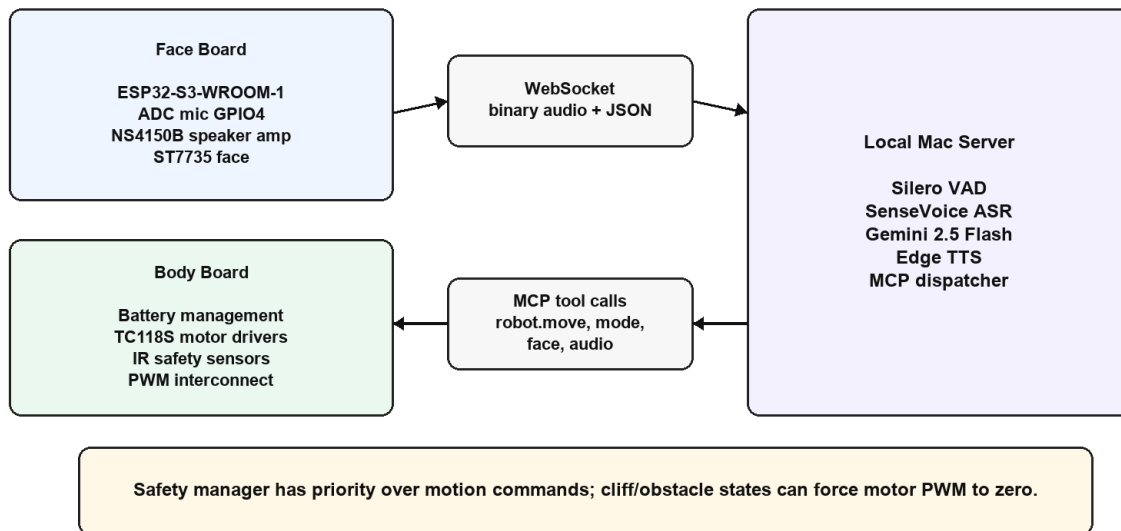 Face Board
ESP32-S3-WROOM-1
ADC mic GPIO4
NS4150B speaker amp
ST7735 face
WebSocket
binary audio + JSON
Local Mac Server
Silero VAD
SenseVoice ASR
Gemini 2.5 Flash
Edge TTS
MCP dispatcher
Body Board
Battery management
TC118S motor drivers
IR safety sensors
PWM interconnect
MCP tool calls
robot.move, mode,
face, audio
Safety manager has priority over motion commands; cliff/obstacle states can force motor PWM to zero.